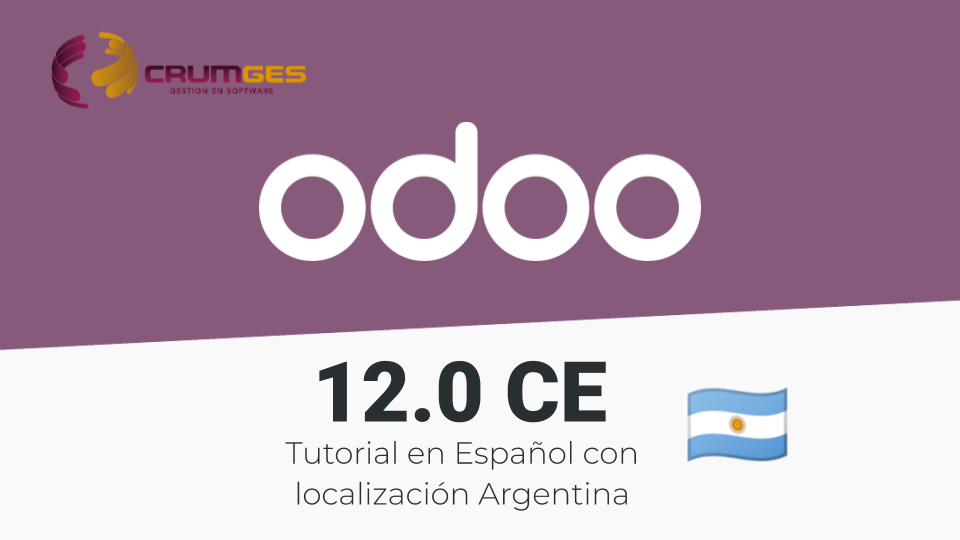 CRUMGES
GESTION EN SOFTWARE
odoo
12.0 CE
Tutorial en Español con
localización Argentina